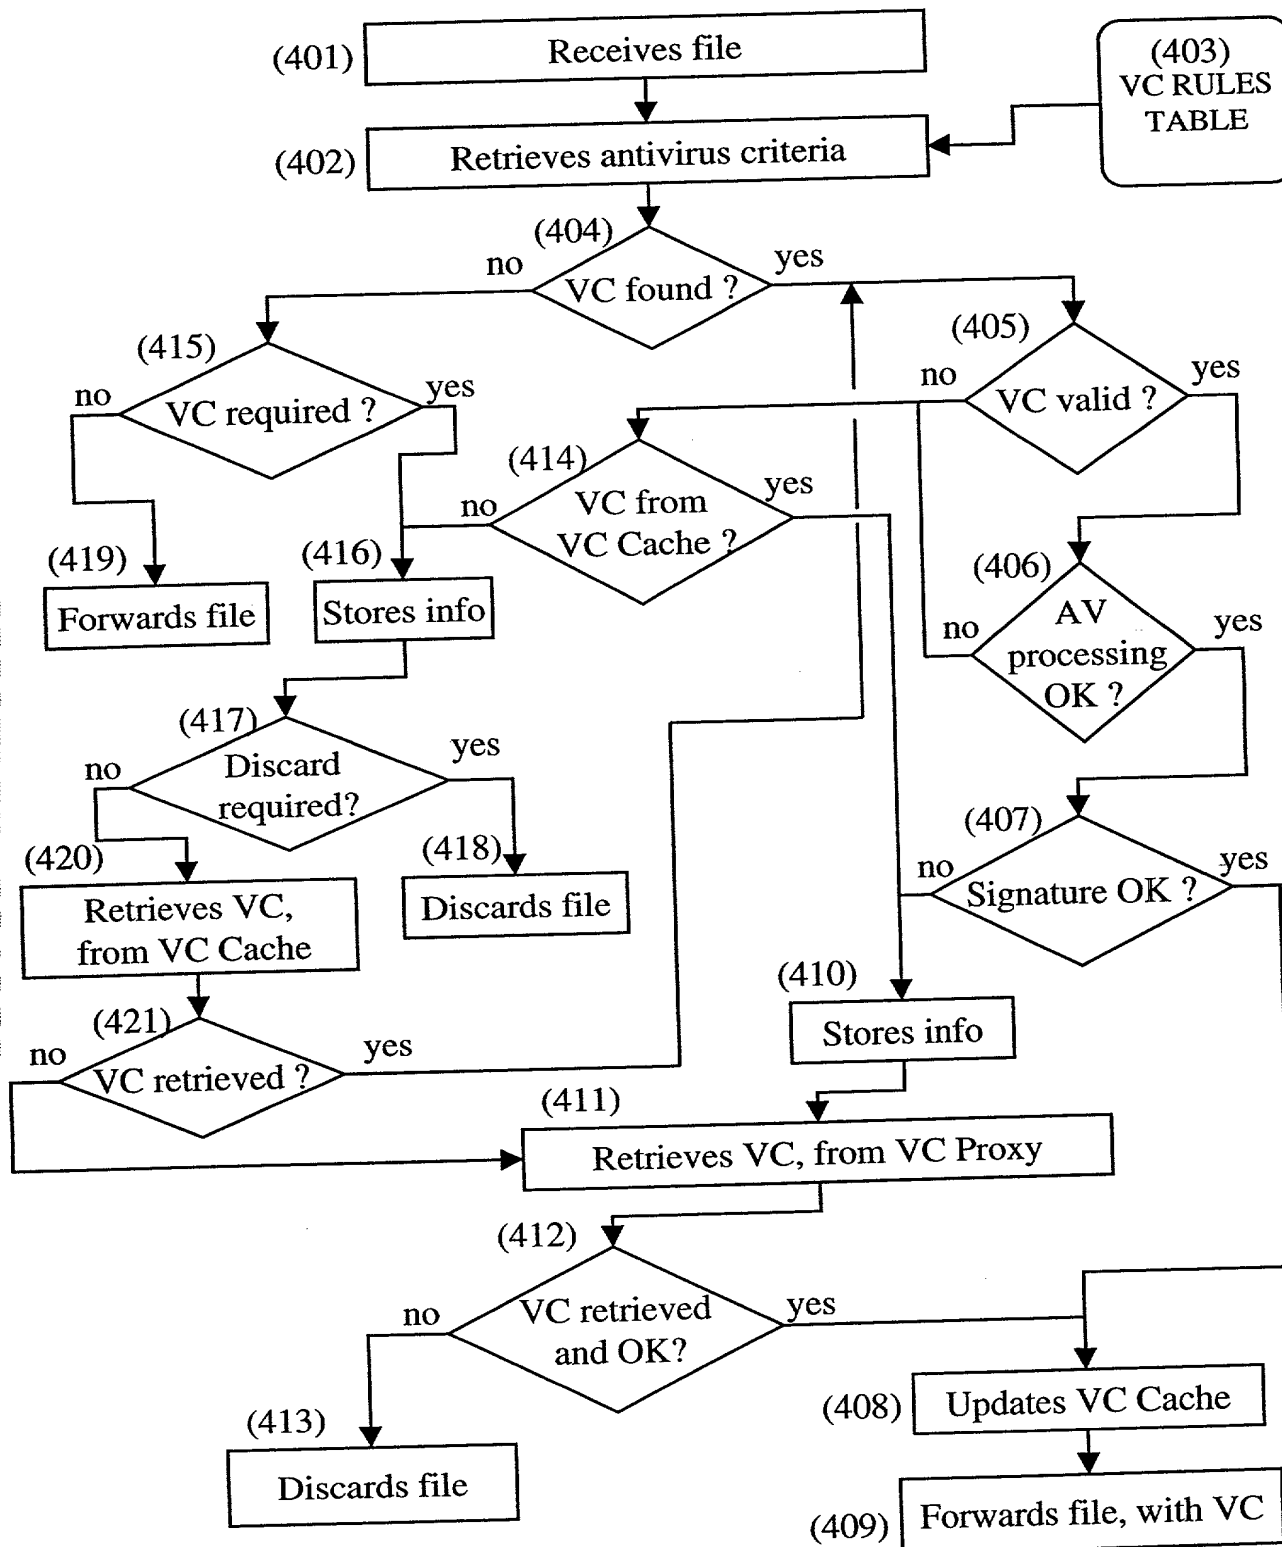 (401)
Receives file
(403)
VC RULES
TABLE
(402)
Retrieves antivirus criteria
(404)
no
VC found ?
yes
(415)
no
VC required ?
yes
(405)
no
VC valid ?
yes
(414)
no
VC from
VC Cache ?
yes
(406)
no
AV
processing
OK ?
yes
(419)
Forwards file
(416)
Stores info
(417)
no
Discard
required?
yes
(407)
no
Signature OK ?
yes
(420)
Retrieves VC,
from VC Cache
(418)
Discards file
(410)
Stores info
(421)
no
VC retrieved ?
yes
(411)
Retrieves VC, from VC Proxy
(412)
no
VC retrieved
and OK?
yes
(408)
Updates VC Cache
(413)
Discards file
(409)
Forwards file, with VC